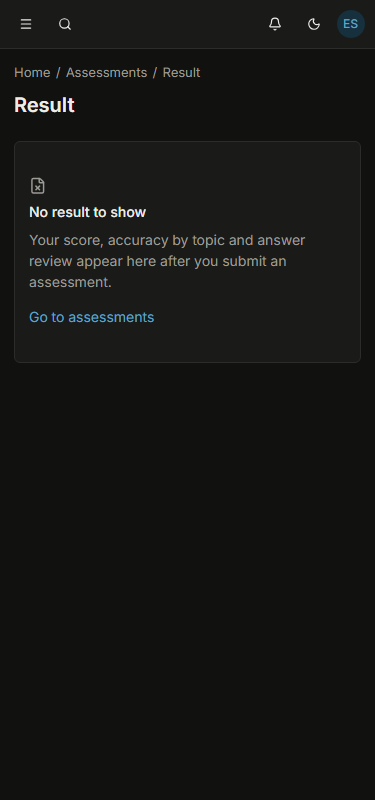 ES
Home / Assessments / Result
Result
No result to show
Your score, accuracy by topic and answer
review appear here after you submit an
assessment.
Go to assessments